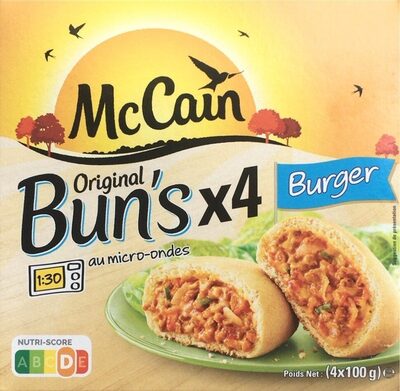 McCain
Original
Bun's x4
Burger
1:30
au micro-ondes
Suggestion de présentation
NUTRI-SCORE
A B C D E
Poids Net : (4x100 g) e